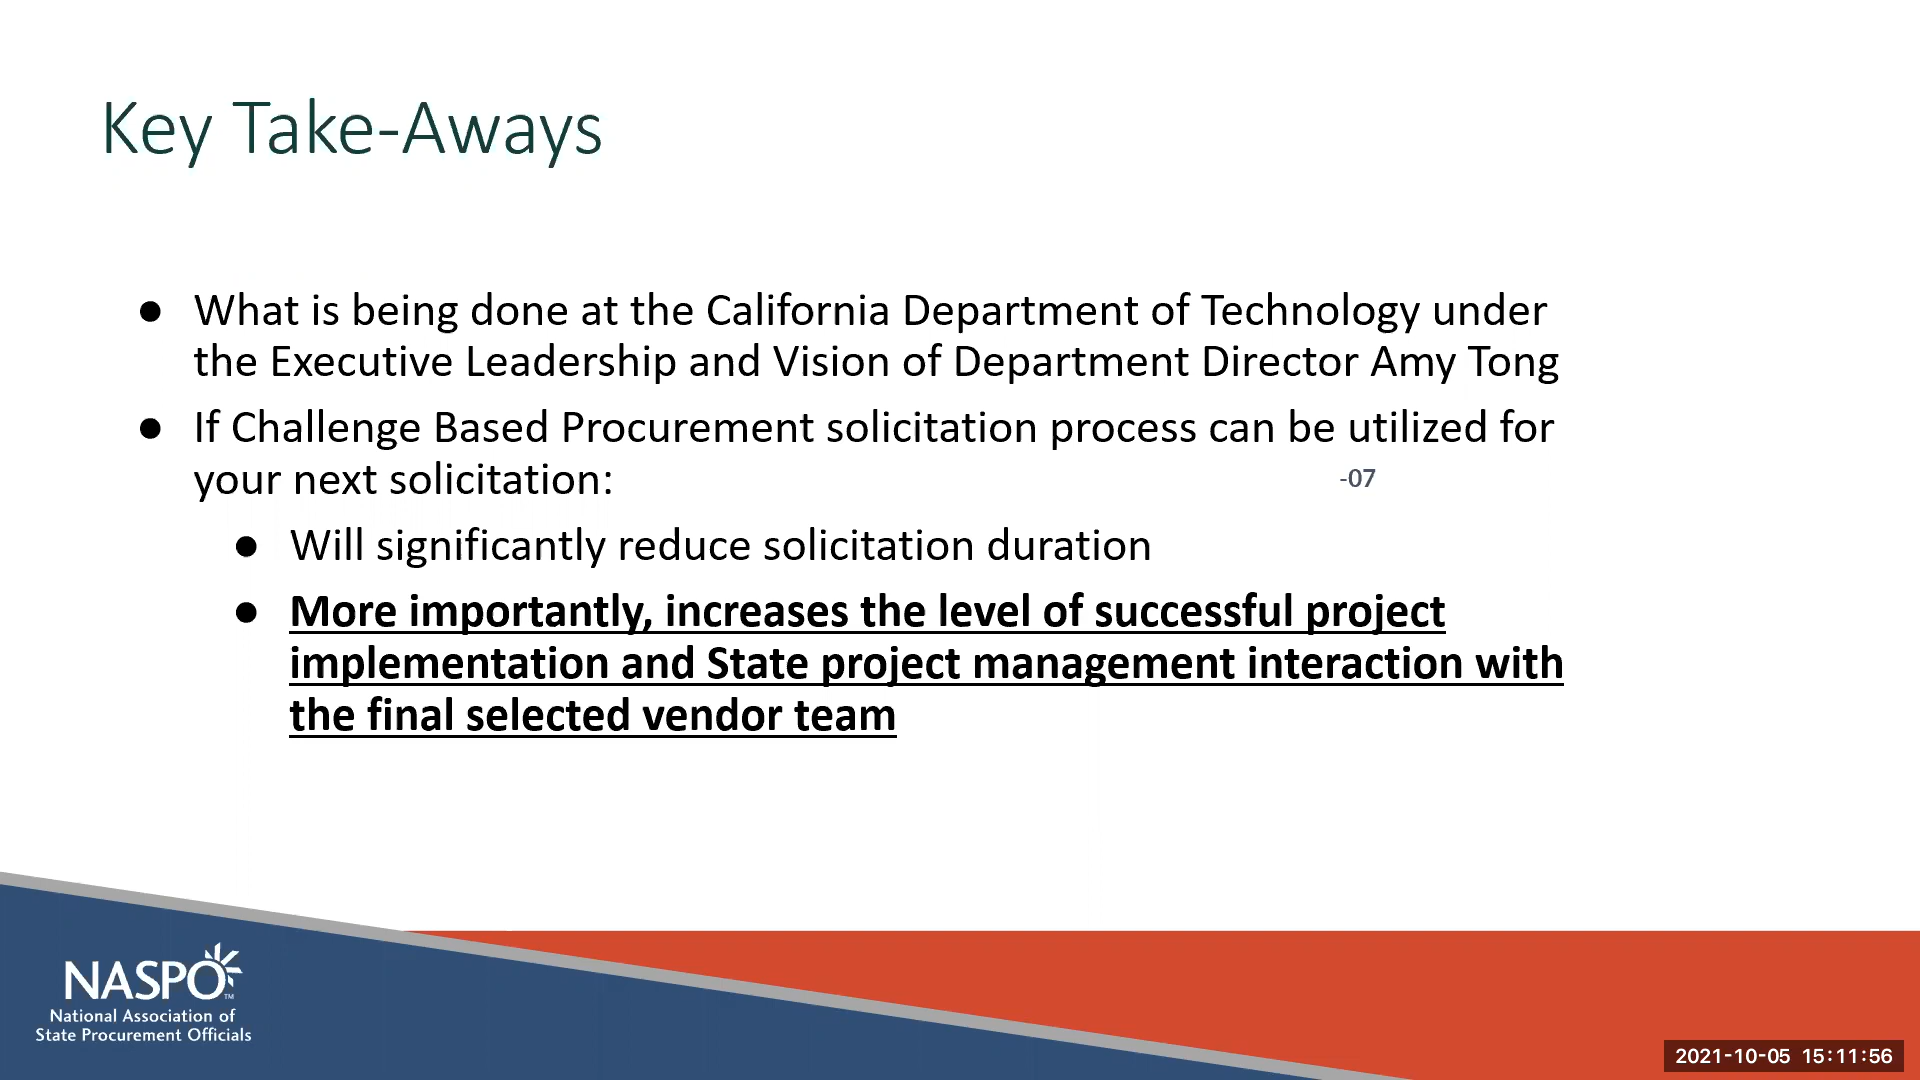 Key Take-Aways
● What is being done at the California Department of Technology under
the Executive Leadership and Vision of Department Director Amy Tong
● If Challenge Based Procurement solicitation process can be utilized for
your next solicitation:
-07
● Will significantly reduce solicitation duration
● More importantly, increases the level of successful project
implementation and State project management interaction with
the final selected vendor team
NASPO™
National Association of
State Procurement Officials
2021-10-05 15:11:56